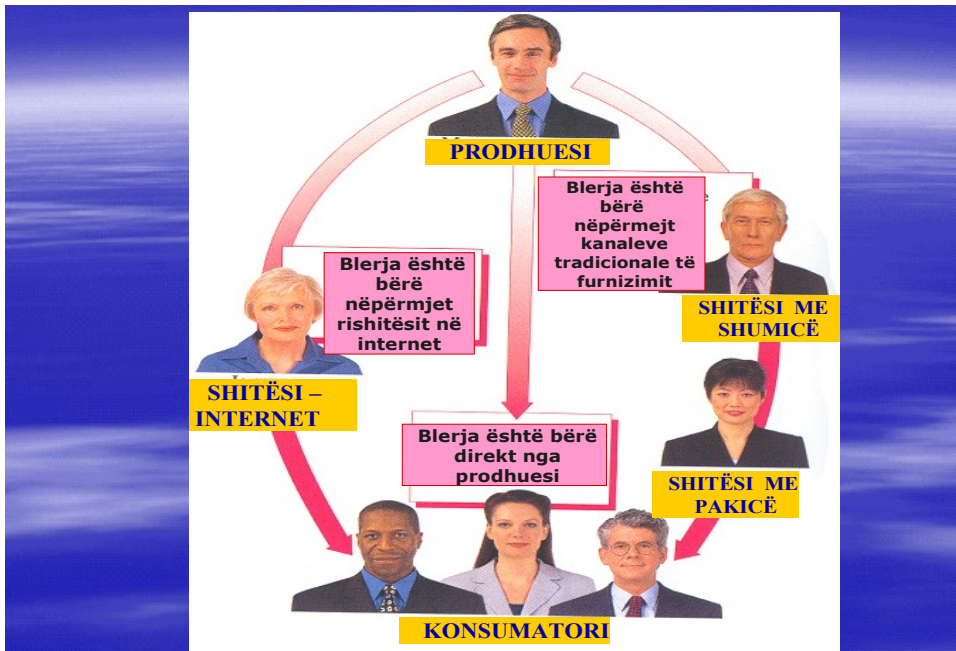 PRODHUESI
Blerja është
bërë
nëpërmejt
kanaleve
tradicionale të
furnizimit
SHITËSI ME
SHUMICË
Blerja është
bërë
nëpërmjet
rishitësit në
internet
SHITËSI –
INTERNET
SHITËSI ME
PAKICË
Blerja është bërë
direkt nga
prodhuesi
KONSUMATORI